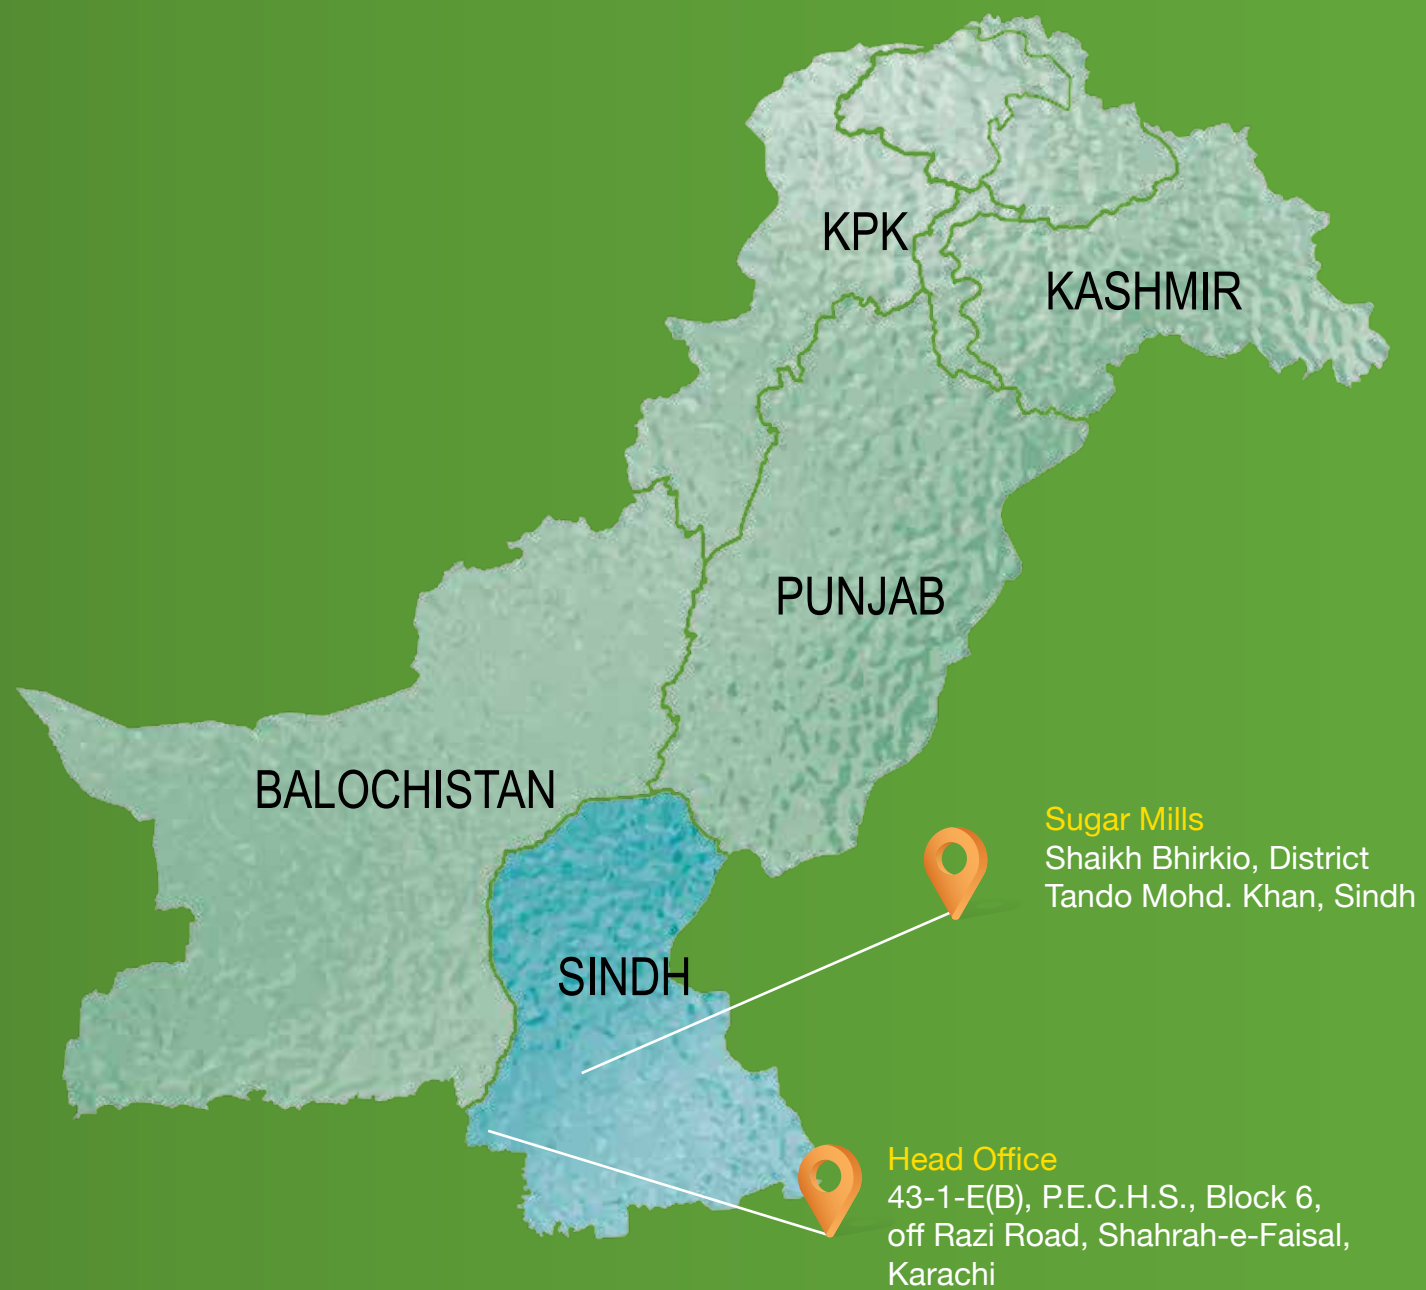 KPK
KASHMIR
PUNJAB
BALOCHISTAN
SINDH
Sugar Mills
Shaikh Bhirkio, District
Tando Mohd. Khan, Sindh
Head Office
43-1-E(B), P.E.C.H.S., Block 6,
off Razi Road, Shahrah-e-Faisal,
Karachi